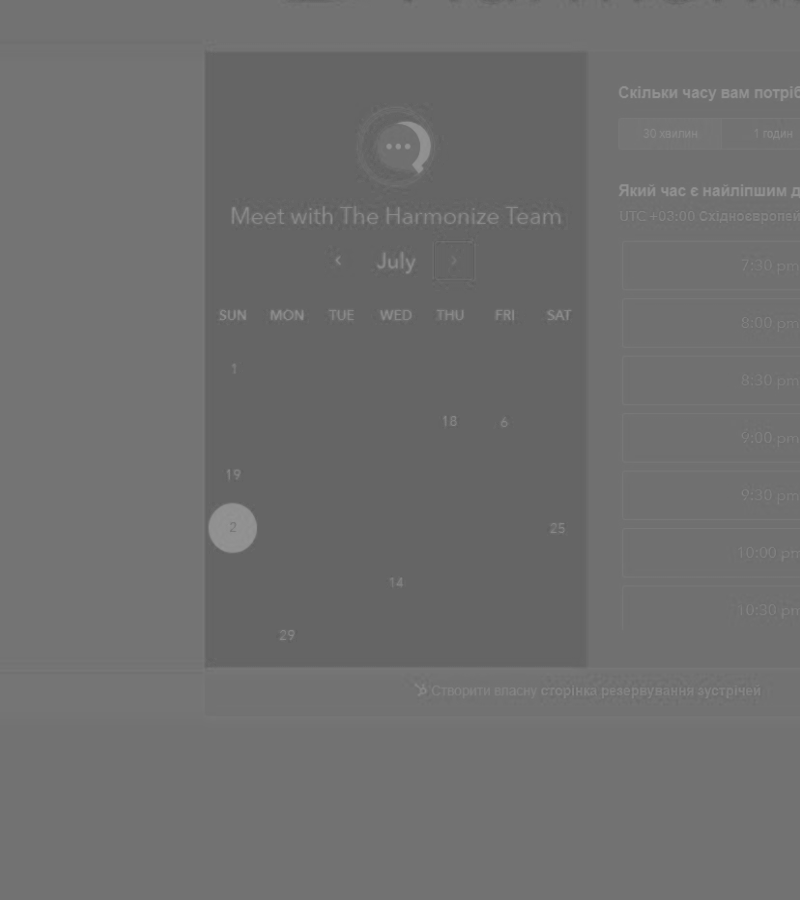 Скільки часу вам потріб
30 хвилин 1 годин
Meet with The Harmonize Team
Який час є найліпшим д
UTC +03:00 Східноєвропей
July
7:30 pm
SUN MON TUE WED THU FRI SAT
8:00 pm
1
8:30 pm
18 6
9:00 pm
19
9:30 pm
2 25
10:00 pm
14
10:30 pm
29
Створити власну сторінка резервування зустрічей